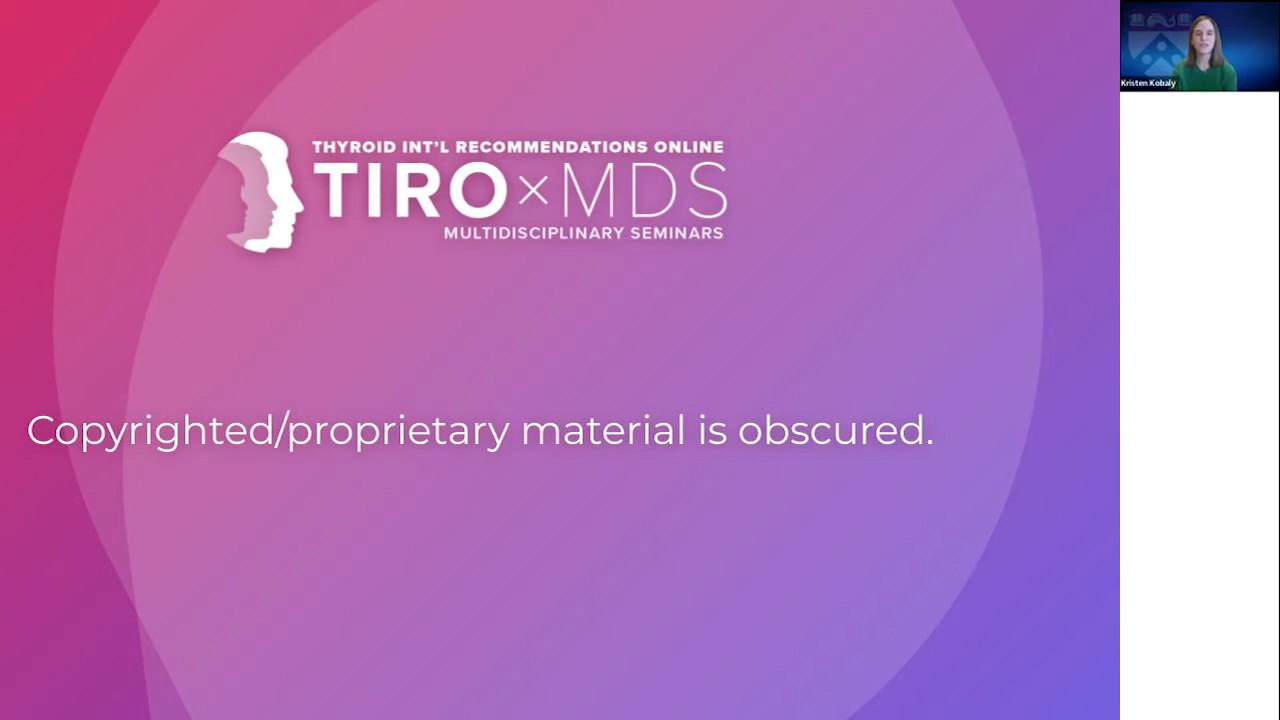 THYROID INT'L RECOMMENDATIONS ONLINE
TIRO×MDS
MULTIDISCIPLINARY SEMINARS
Copyrighted/proprietary material is obscured.
Kristen Kobaly